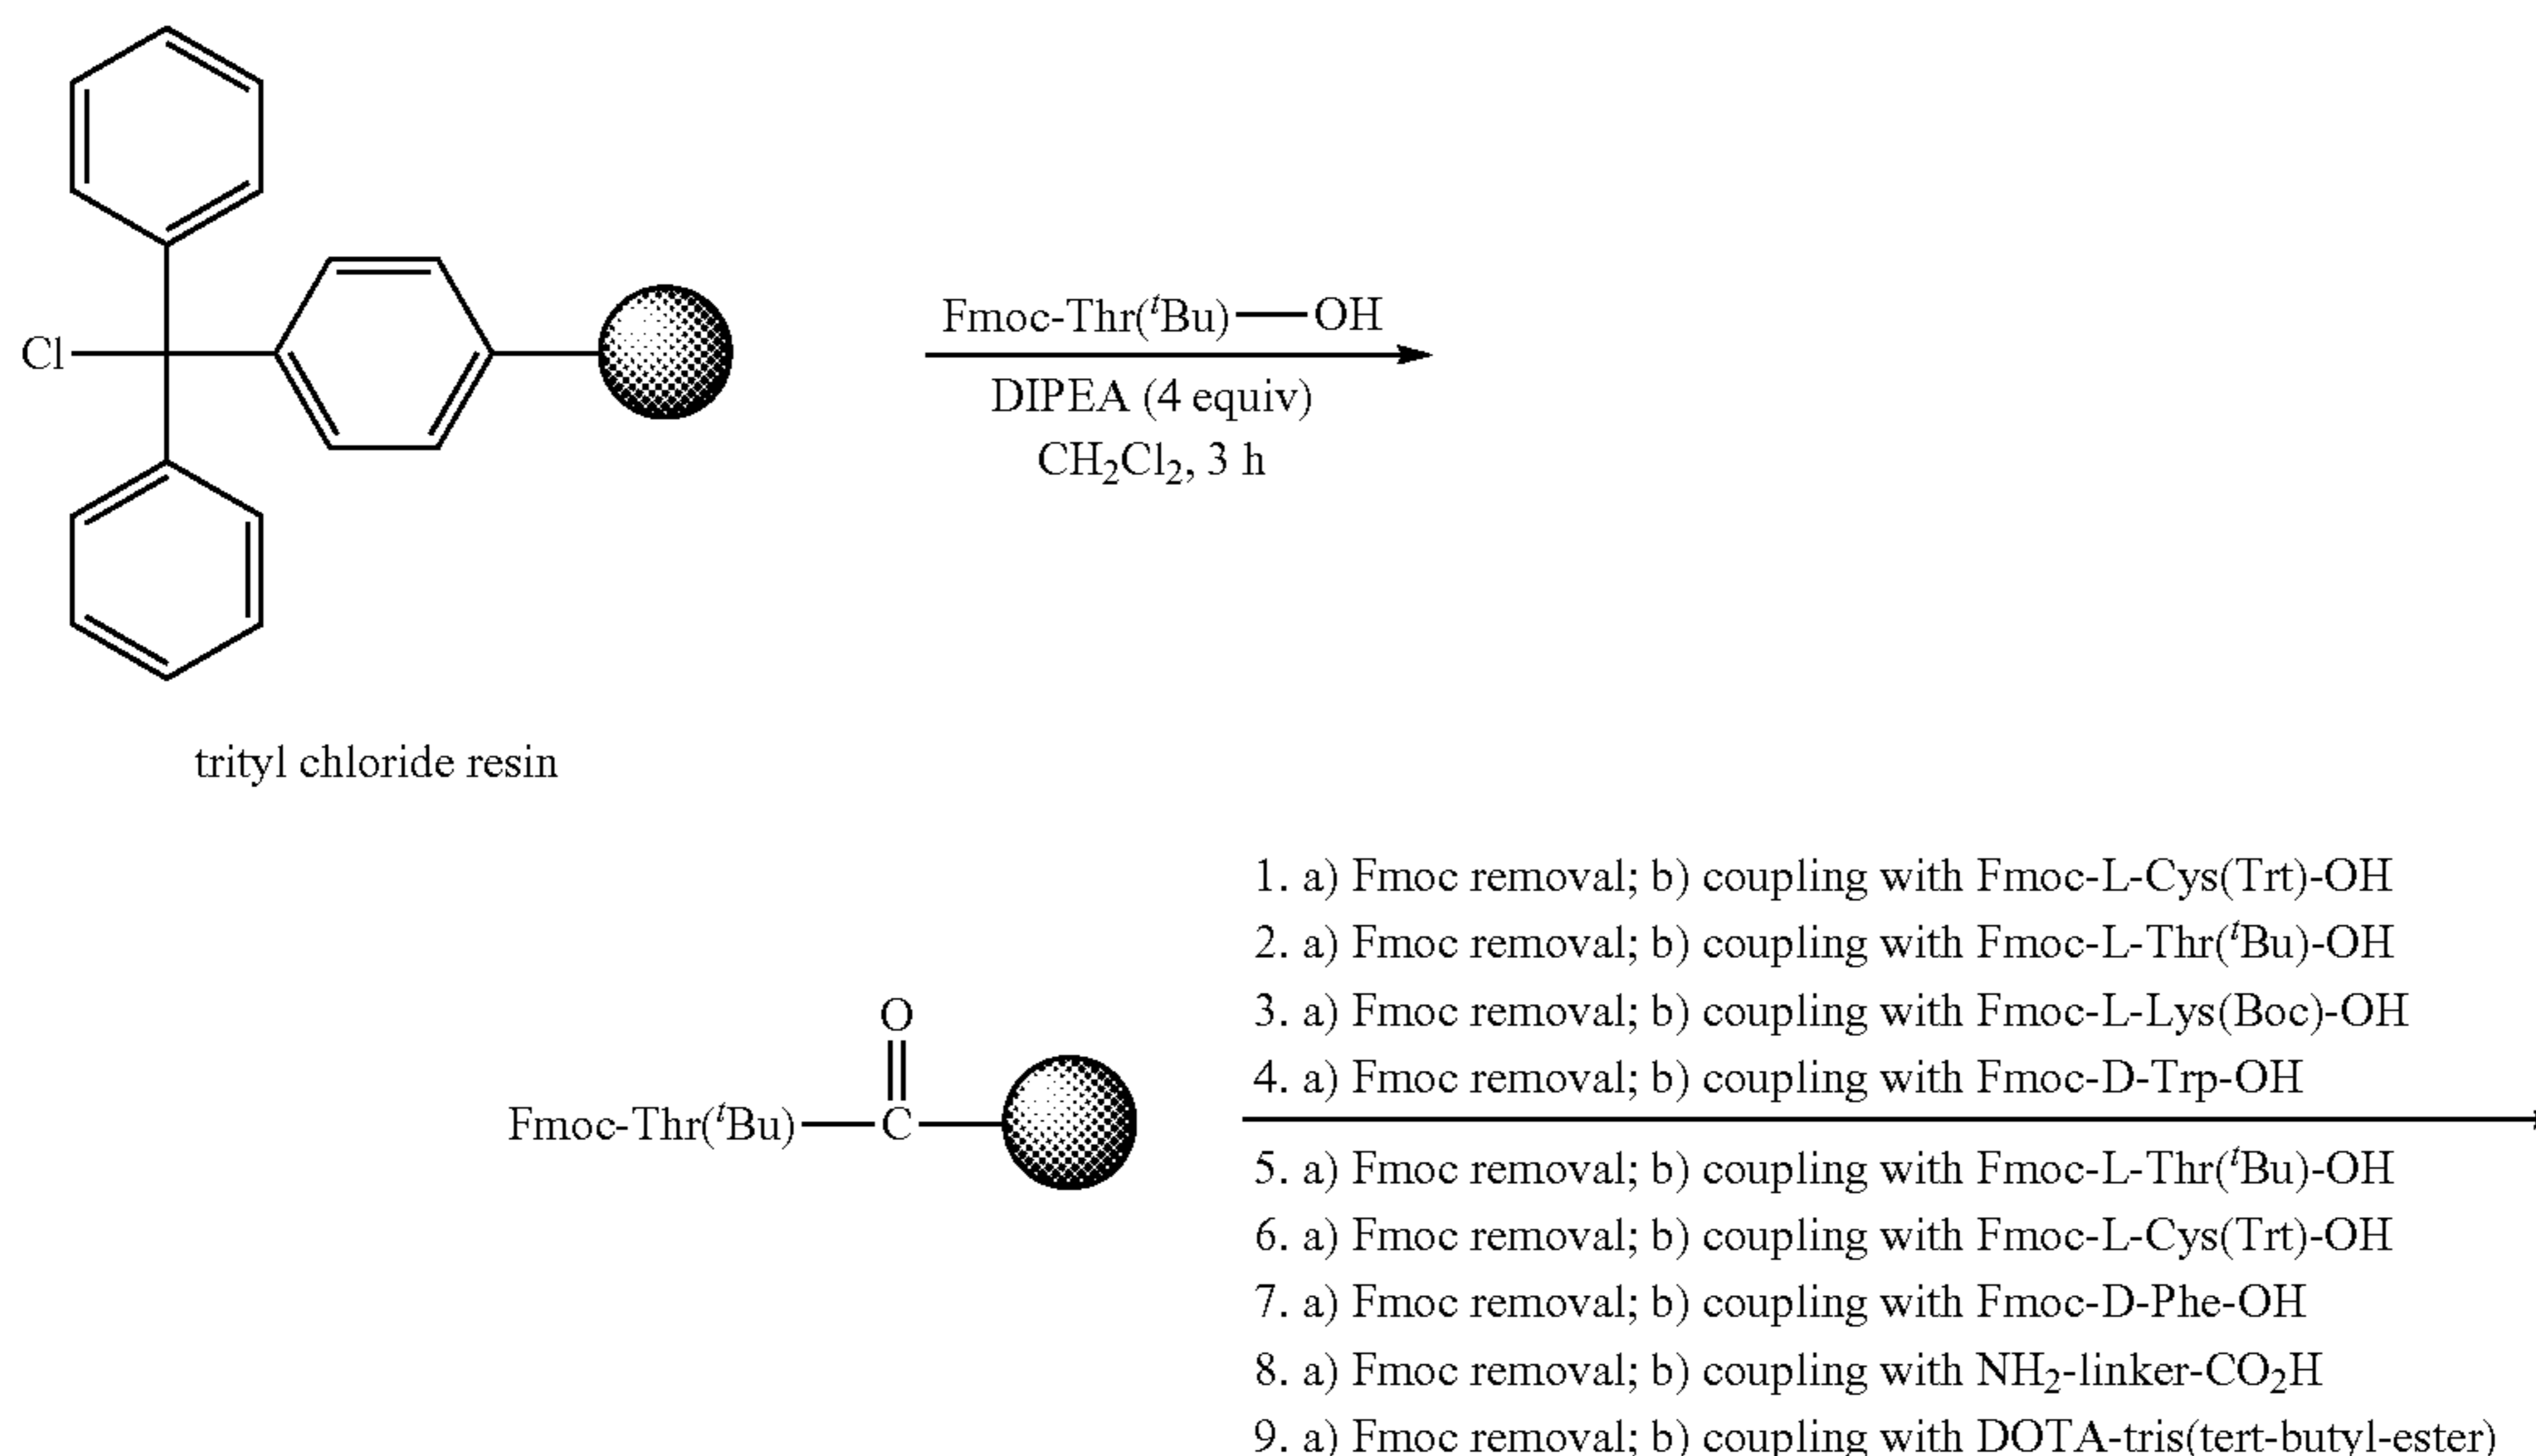 Fmoc-Thr(ᵗBu)—OH
Cl
DIPEA (4 equiv)
CH₂Cl₂, 3 h
trityl chloride resin
1. a) Fmoc removal; b) coupling with Fmoc-L-Cys(Trt)-OH
2. a) Fmoc removal; b) coupling with Fmoc-L-Thr(ᵗBu)-OH
3. a) Fmoc removal; b) coupling with Fmoc-L-Lys(Boc)-OH
4. a) Fmoc removal; b) coupling with Fmoc-D-Trp-OH
O
Fmoc-Thr(ᵗBu)—C
5. a) Fmoc removal; b) coupling with Fmoc-L-Thr(ᵗBu)-OH
6. a) Fmoc removal; b) coupling with Fmoc-L-Cys(Trt)-OH
7. a) Fmoc removal; b) coupling with Fmoc-D-Phe-OH
8. a) Fmoc removal; b) coupling with NH₂-linker-CO₂H
9. a) Fmoc removal; b) coupling with DOTA-tris(tert-butyl-ester)